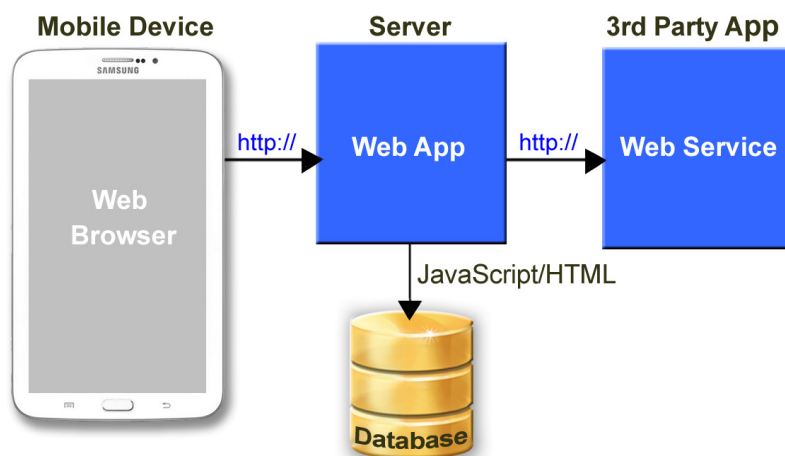 Mobile Device
Server
3rd Party App
SAMSUNG
http://
Web App
http://
Web Service
Web
Browser
JavaScript/HTML
Database